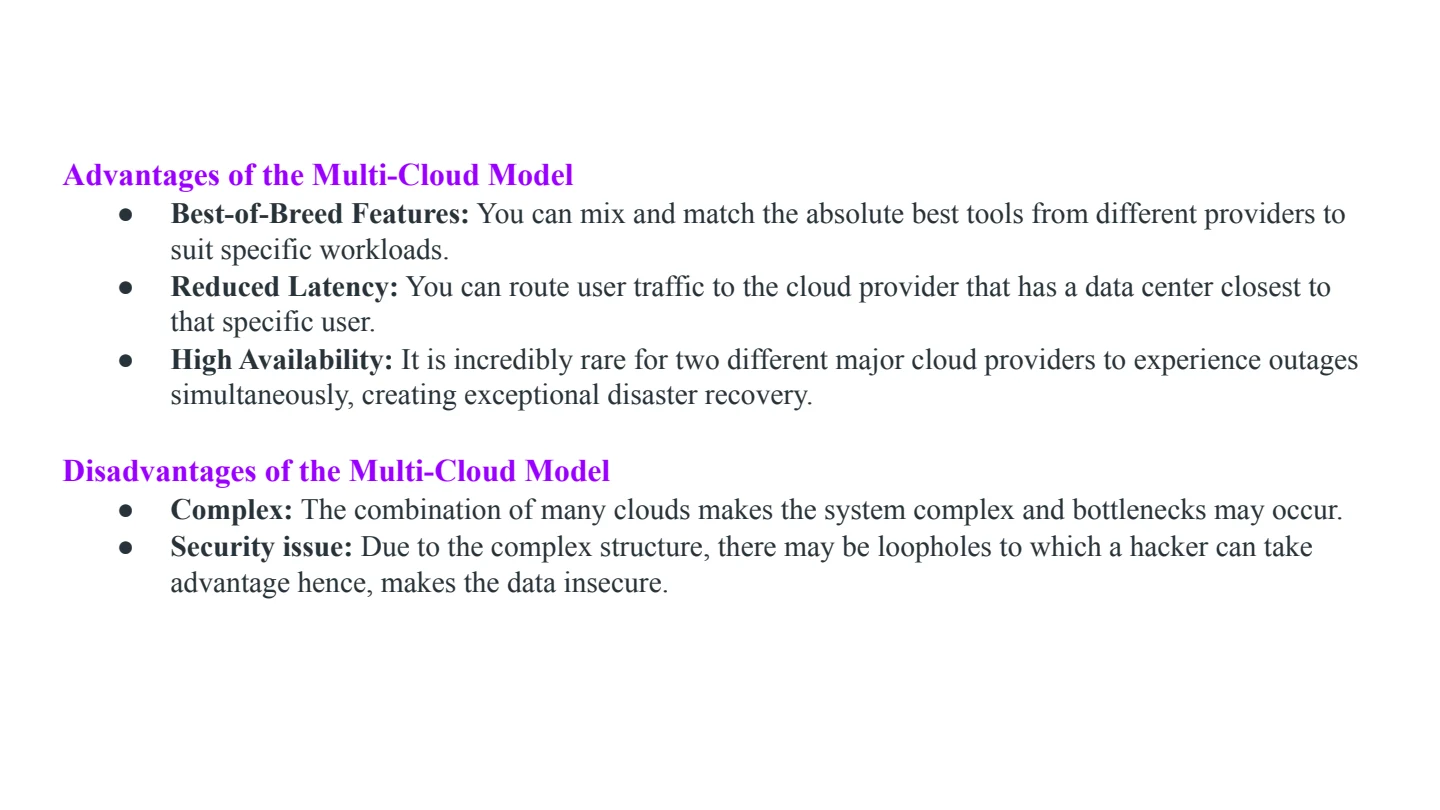 Advantages of the Multi-Cloud Model
● Best-of-Breed Features: You can mix and match the absolute best tools from different providers to
suit specific workloads.
● Reduced Latency: You can route user traffic to the cloud provider that has a data center closest to
that specific user.
● High Availability: It is incredibly rare for two different major cloud providers to experience outages
simultaneously, creating exceptional disaster recovery.
Disadvantages of the Multi-Cloud Model
● Complex: The combination of many clouds makes the system complex and bottlenecks may occur.
● Security issue: Due to the complex structure, there may be loopholes to which a hacker can take
advantage hence, makes the data insecure.